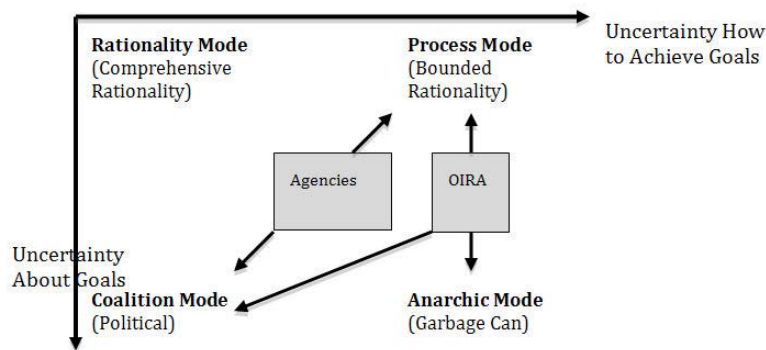 Rationality Mode
(Comprehensive
Rationality)
Process Mode
(Bounded
Rationality)
Uncertainty How
to Achieve Goals
Agencies
OIRA
Uncertainty
About Goals
Coalition Mode
(Political)
Anarchic Mode
(Garbage Can)